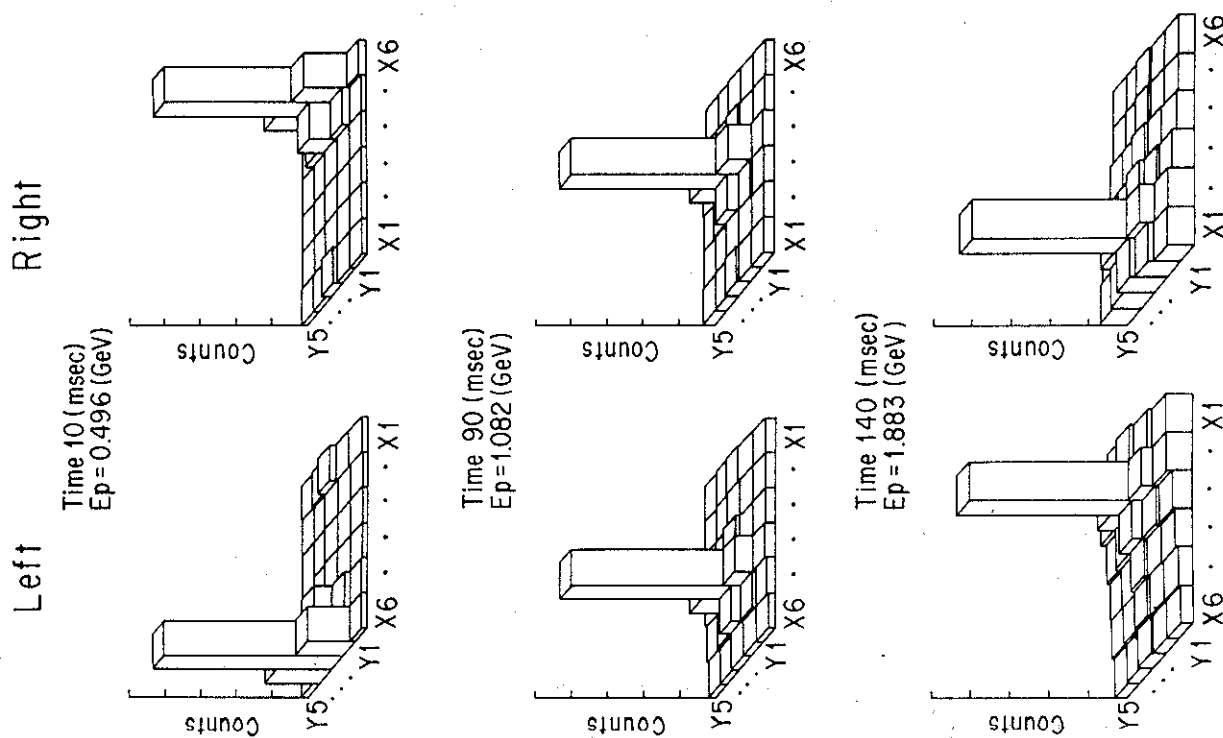 Left
Right
Time 10 (msec)
Ep = 0.496 (GeV)
Counts
Y5
.....
Y1
X6 . . X1
Counts
Y5
.....
Y1
X1 . . . . X6
Time 90 (msec)
Ep = 1.082 (GeV)
Counts
Y5
.....
Y1
X6 . . . . X1
Counts
Y5
.....
Y1
X1 . . . . X6
Time 140 (msec)
Ep = 1.883 (GeV)
Counts
Y5
.....
Y1
X6 . . . . X1
Counts
Y5
.....
Y1
X1 . . . . X6